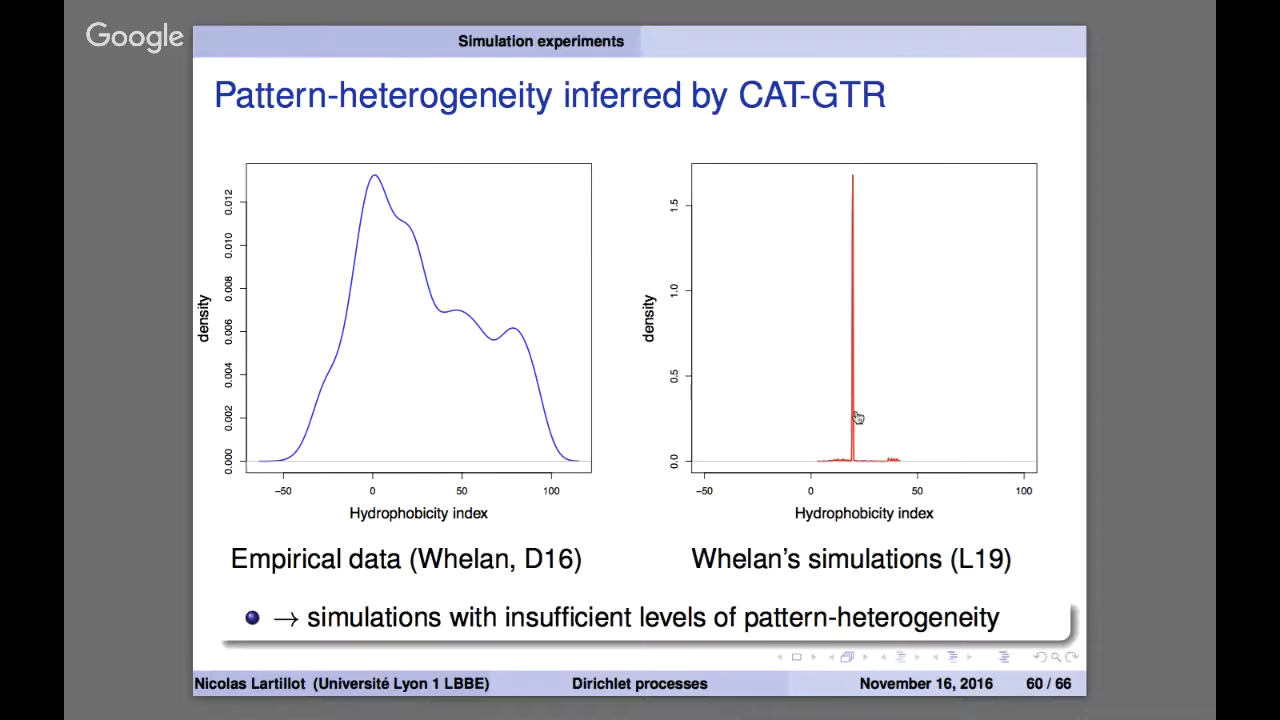 Google
Simulation experiments
Pattern-heterogeneity inferred by CAT-GTR
density
0.000 0.002 0.004 0.006 0.008 0.010 0.012
−50 0 50 100
Hydrophobicity index
density
0.0 0.5 1.0 1.5
−50 0 50 100
Hydrophobicity index
Empirical data (Whelan, D16)
Whelan's simulations (L19)
→ simulations with insufficient levels of pattern-heterogeneity
Nicolas Lartillot (Université Lyon 1 LBBE) Dirichlet processes November 16, 2016 60 / 66